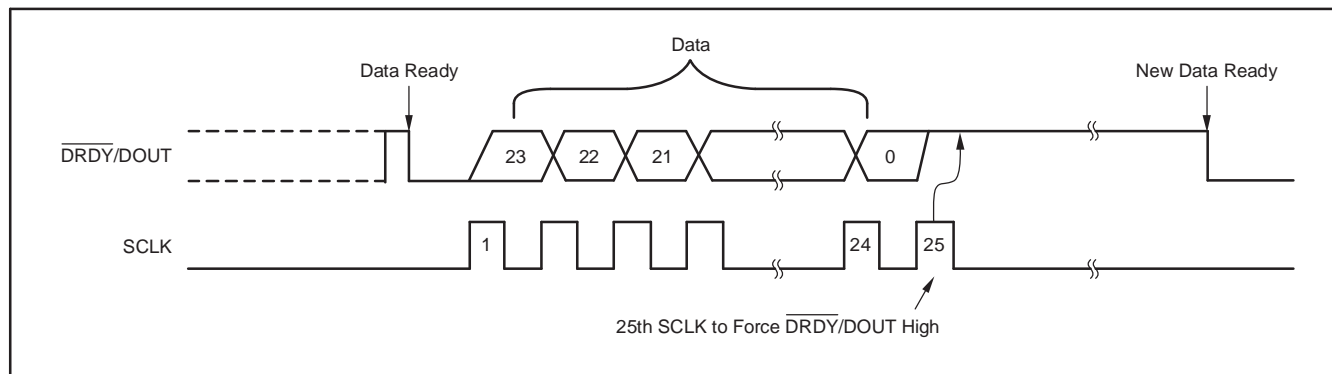 Data
Data Ready
New Data Ready
DRDY/DOUT
23
22
21
0
SCLK
1
24
25
25th SCLK to Force DRDY/DOUT High